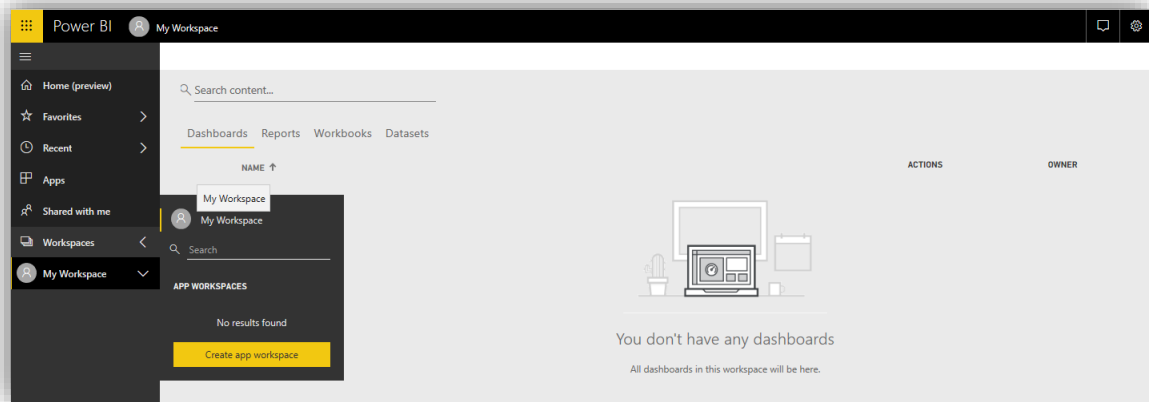 Power BI My Workspace
Home (preview)
Favorites
Recent
Apps
Shared with me
Workspaces
My Workspace
Search content...
Dashboards Reports Workbooks Datasets
NAME ACTIONS OWNER
My Workspace
My Workspace
Search
APP WORKSPACES
No results found
Create app workspace
You don't have any dashboards
All dashboards in this workspace will be here.